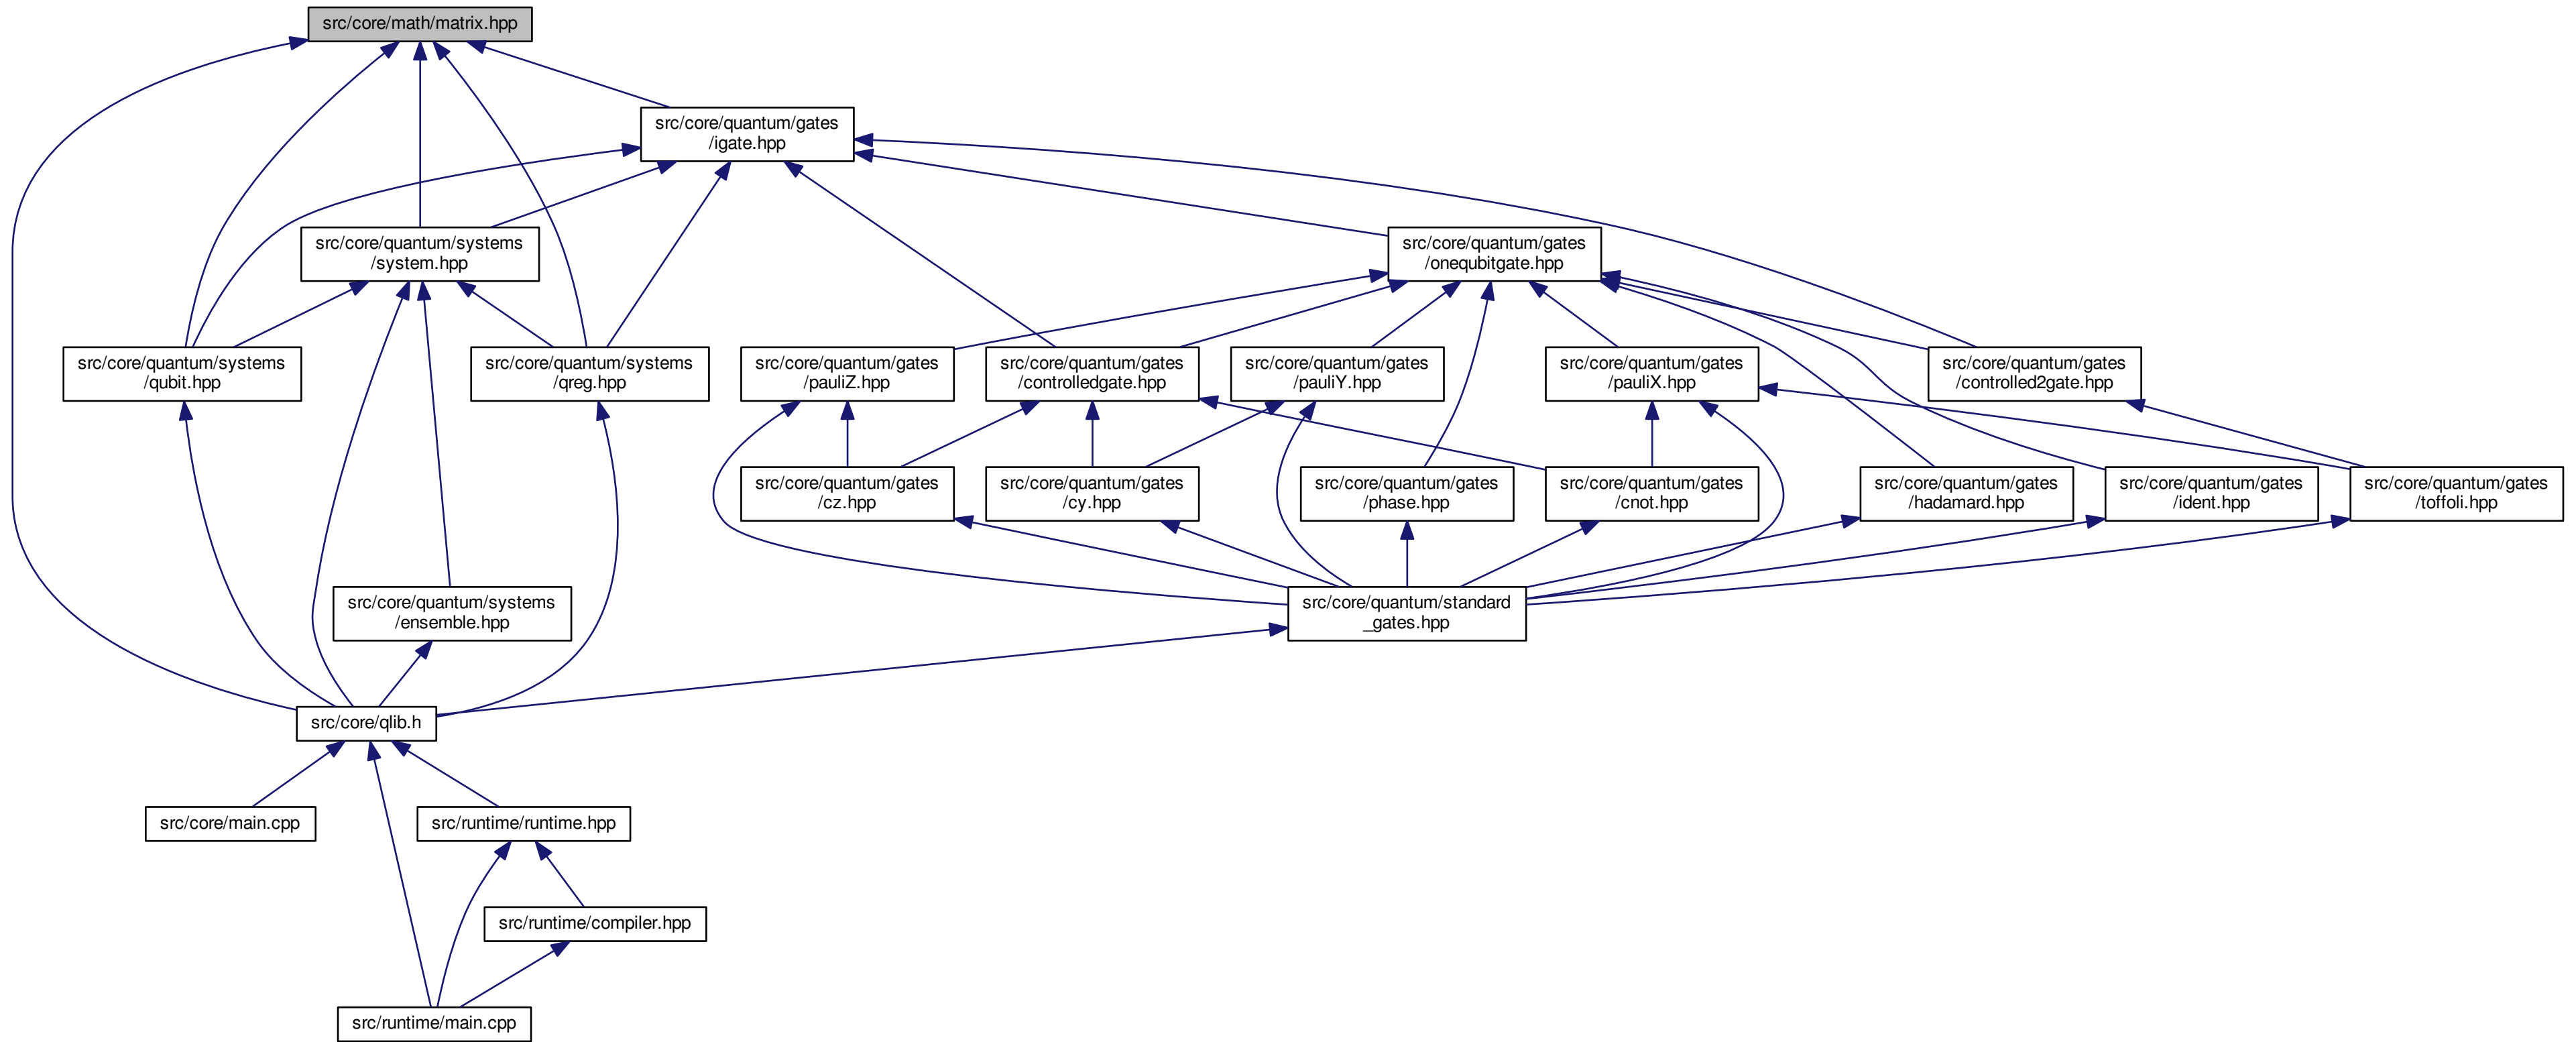 src/core/math/matrix.hpp
src/core/quantum/gates
/igate.hpp
src/core/quantum/systems
/system.hpp
src/core/quantum/gates
/onequbitgate.hpp
src/core/quantum/systems
/qubit.hpp
src/core/quantum/systems
/qreg.hpp
src/core/quantum/gates
/pauliZ.hpp
src/core/quantum/gates
/controlledgate.hpp
src/core/quantum/gates
/pauliY.hpp
src/core/quantum/gates
/pauliX.hpp
src/core/quantum/gates
/controlled2gate.hpp
src/core/quantum/gates
/cz.hpp
src/core/quantum/gates
/cy.hpp
src/core/quantum/gates
/phase.hpp
src/core/quantum/gates
/cnot.hpp
src/core/quantum/gates
/hadamard.hpp
src/core/quantum/gates
/ident.hpp
src/core/quantum/gates
/toffoli.hpp
src/core/quantum/systems
/ensemble.hpp
src/core/quantum/standard
_gates.hpp
src/core/qlib.h
src/core/main.cpp
src/runtime/runtime.hpp
src/runtime/compiler.hpp
src/runtime/main.cpp